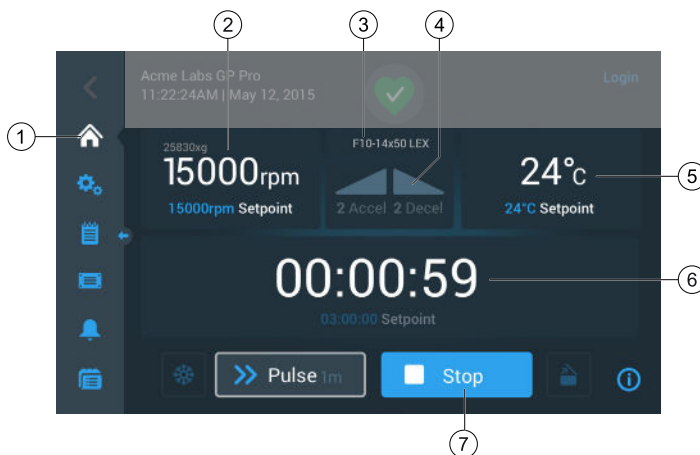 2
3
4
Acme Labs GP Pro
Login
11:22:24AM | May 12, 2015
1
25830xg
F10-14x50 LEX
15000rpm
24°c
5
15000rpm Setpoint
2 Accel 2 Decel
24°C Setpoint
00:00:59
6
03:00:00 Setpoint
Pulse 1m
Stop
7